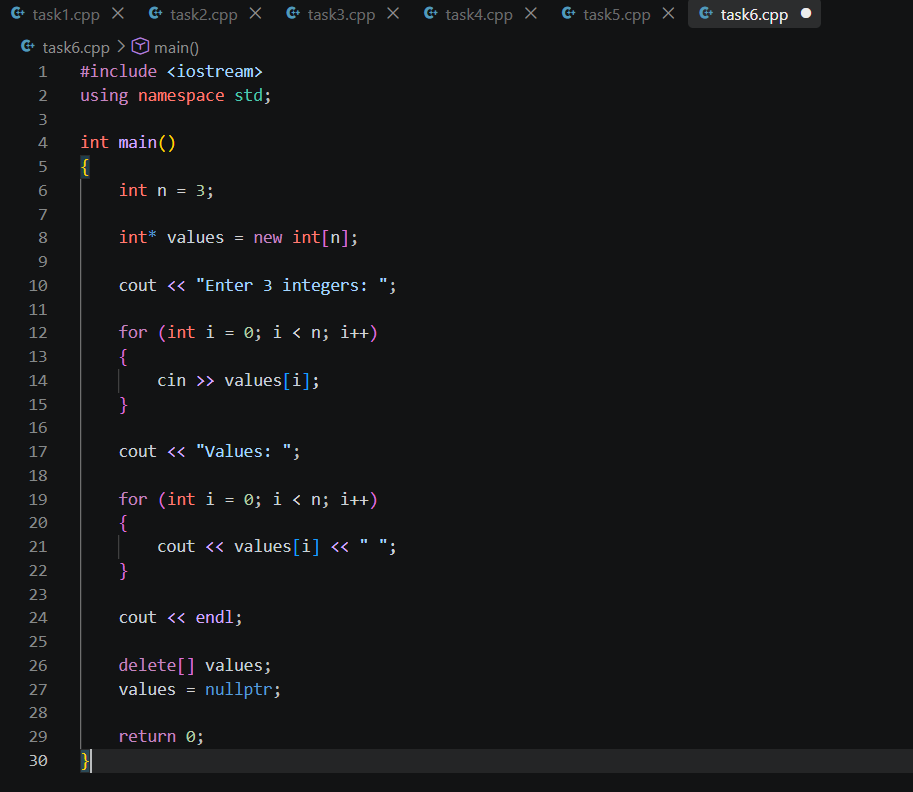 task1.cpp task2.cpp task3.cpp task4.cpp task5.cpp task6.cpp
task6.cpp main()
1 #include <iostream>
2 using namespace std;
3
4 int main()
5 {
6     int n = 3;
7
8     int* values = new int[n];
9
10     cout << "Enter 3 integers: ";
11
12     for (int i = 0; i < n; i++)
13     {
14         cin >> values[i];
15     }
16
17     cout << "Values: ";
18
19     for (int i = 0; i < n; i++)
20     {
21         cout << values[i] << " ";
22     }
23
24     cout << endl;
25
26     delete[] values;
27     values = nullptr;
28
29     return 0;
30 }